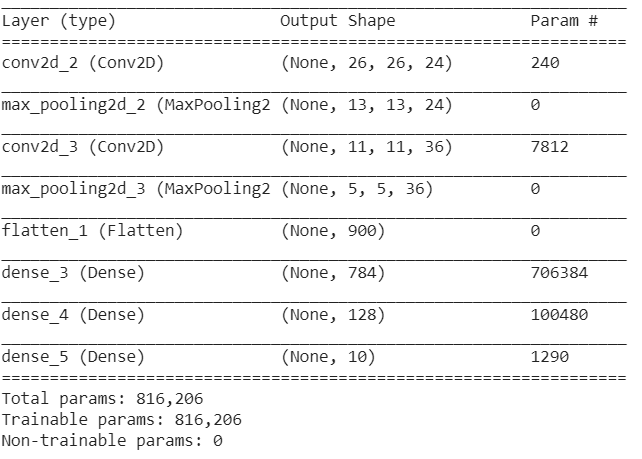 Layer (type) Output Shape Param #
=================================================================
conv2d_2 (Conv2D) (None, 26, 26, 24) 240
_________________________________________________________________
max_pooling2d_2 (MaxPooling2 (None, 13, 13, 24) 0
_________________________________________________________________
conv2d_3 (Conv2D) (None, 11, 11, 36) 7812
_________________________________________________________________
max_pooling2d_3 (MaxPooling2 (None, 5, 5, 36) 0
_________________________________________________________________
flatten_1 (Flatten) (None, 900) 0
_________________________________________________________________
dense_3 (Dense) (None, 784) 706384
_________________________________________________________________
dense_4 (Dense) (None, 128) 100480
_________________________________________________________________
dense_5 (Dense) (None, 10) 1290
=================================================================
Total params: 816,206
Trainable params: 816,206
Non-trainable params: 0